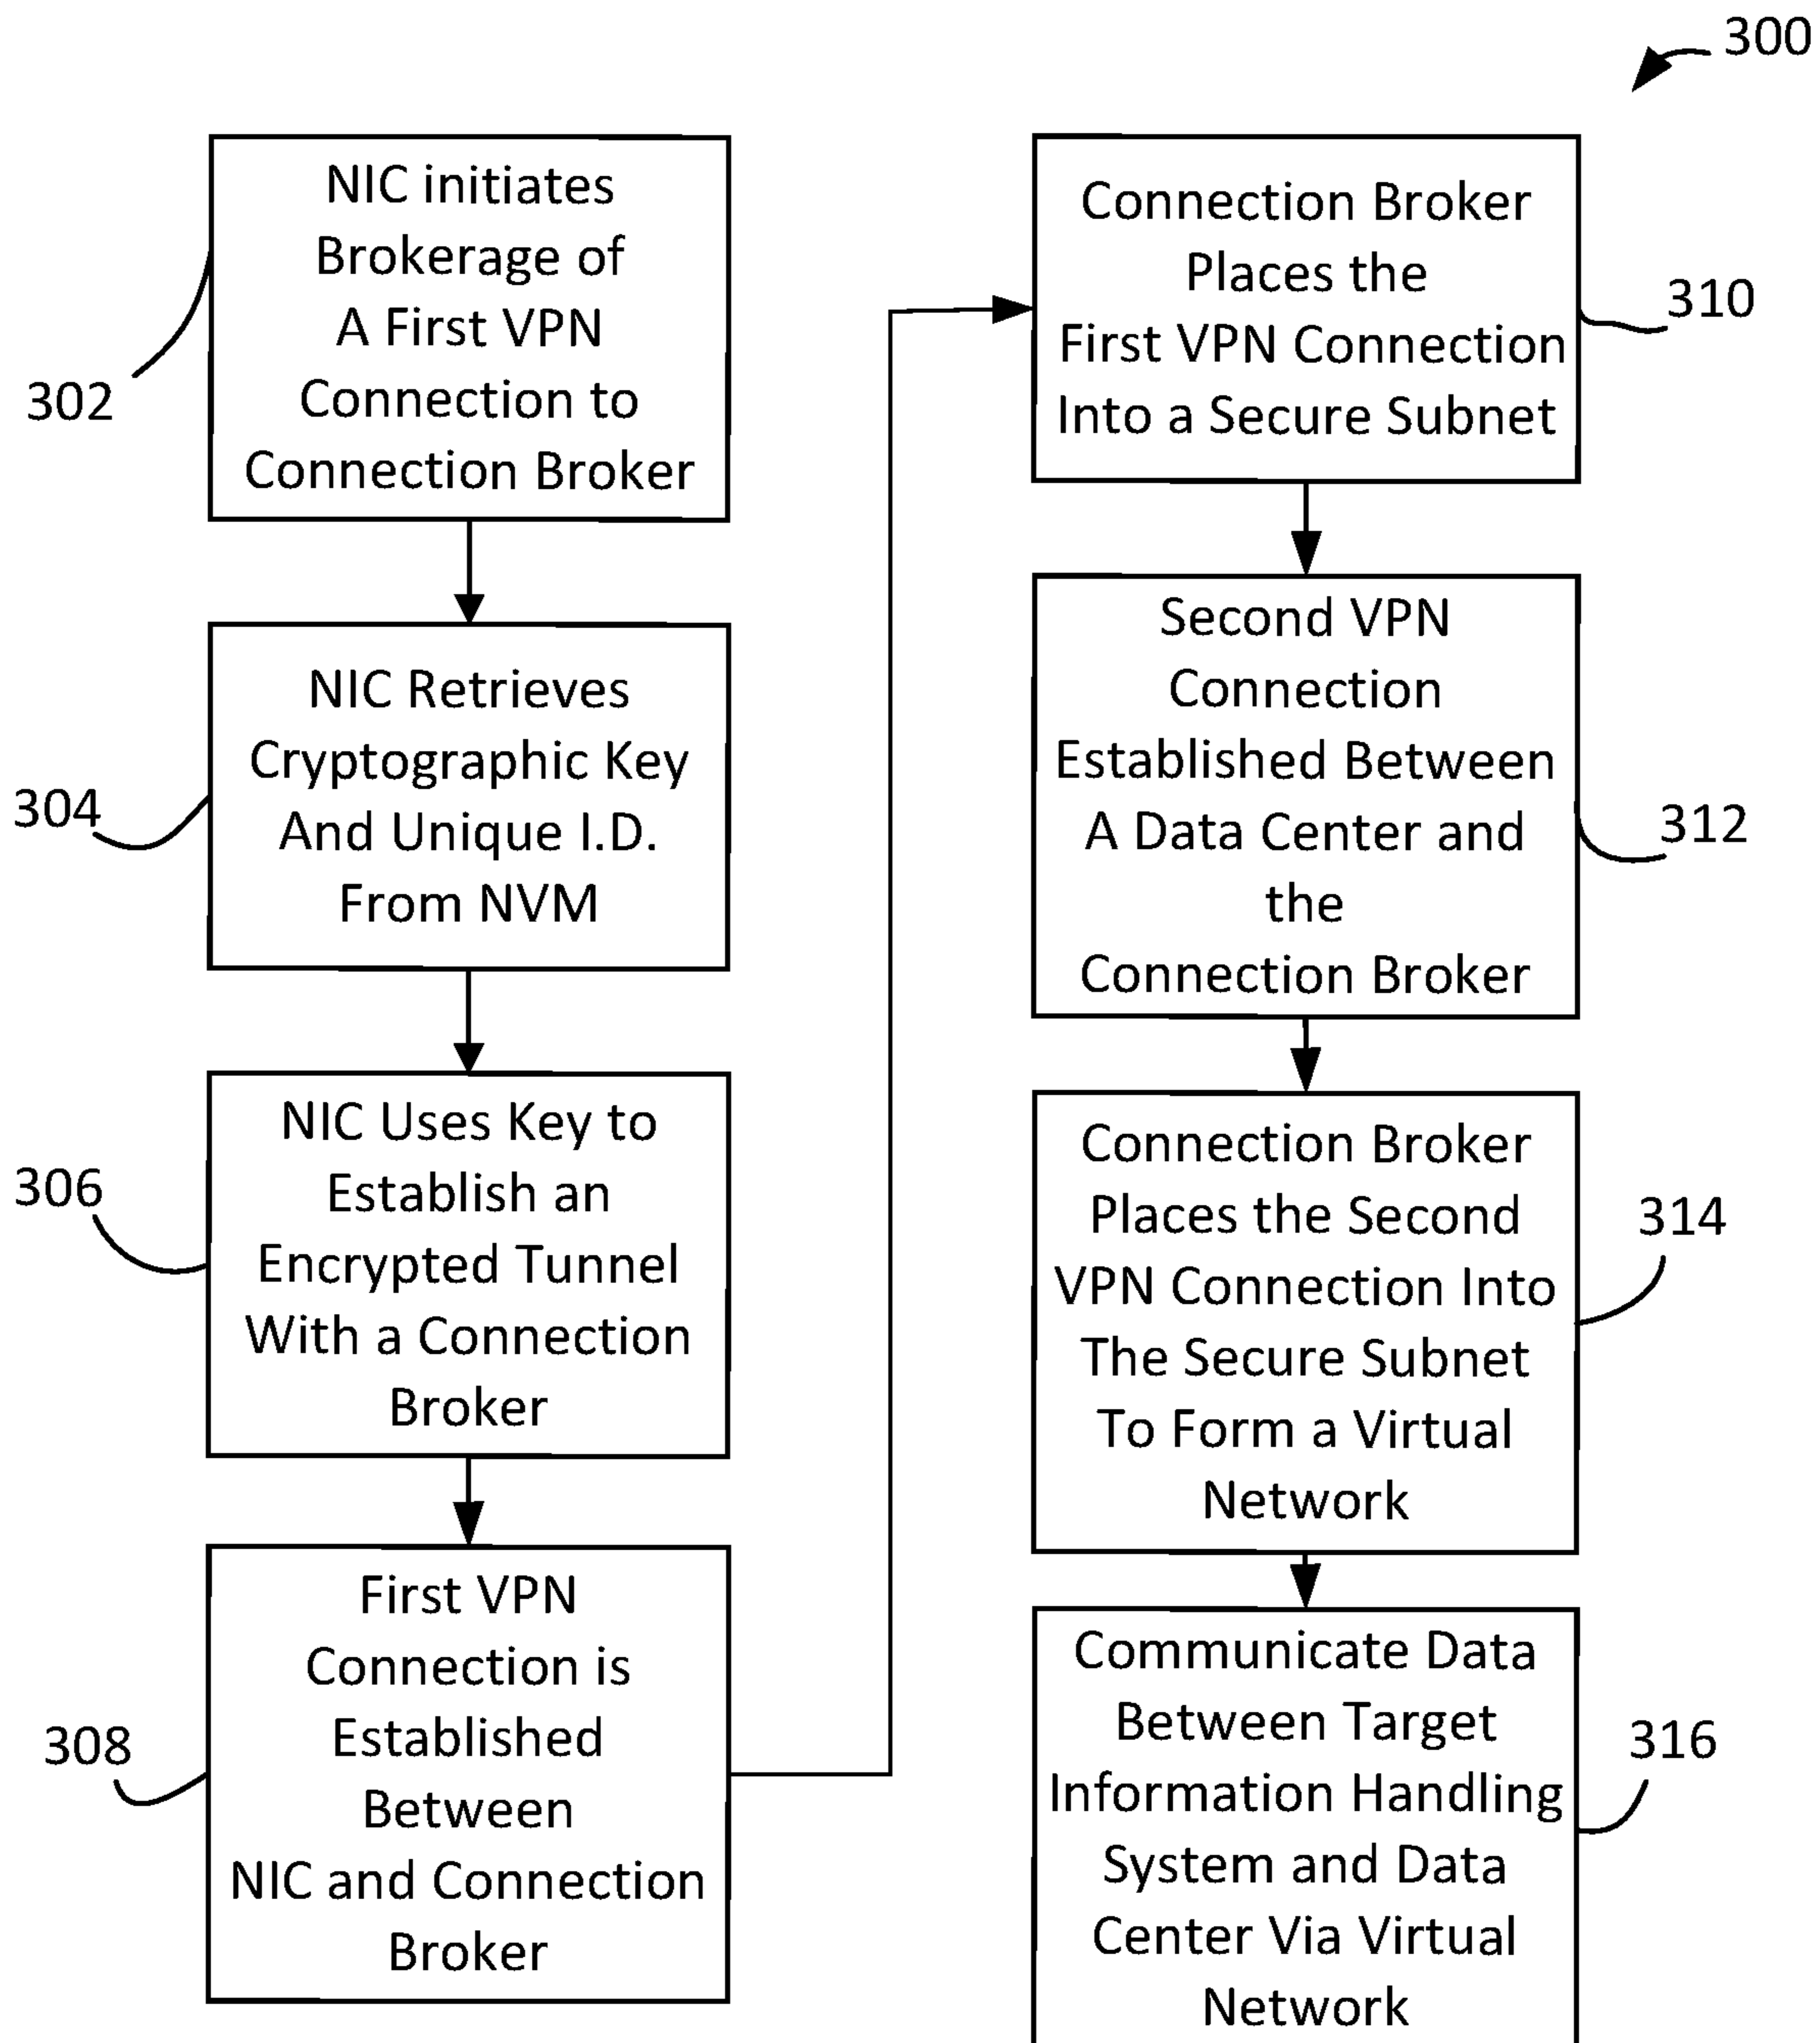 300
NIC initiates
Brokerage of
A First VPN
Connection to
Connection Broker
302
NIC Retrieves
Cryptographic Key
And Unique I.D.
From NVM
304
NIC Uses Key to
Establish an
Encrypted Tunnel
With a Connection
Broker
306
First VPN
Connection is
Established
Between
NIC and Connection
Broker
308
Connection Broker
Places the
First VPN Connection
Into a Secure Subnet
310
Second VPN
Connection
Established Between
A Data Center and
the
Connection Broker
312
Connection Broker
Places the Second
VPN Connection Into
The Secure Subnet
To Form a Virtual
Network
314
Communicate Data
Between Target
Information Handling
System and Data
Center Via Virtual
Network
316